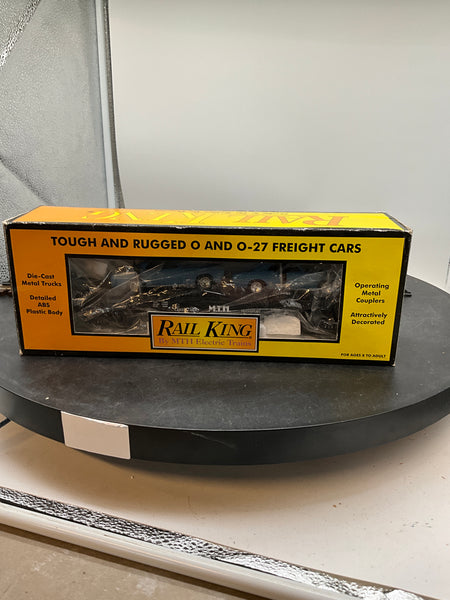 RAIL KING
TOUGH AND RUGGED O AND O-27 FREIGHT CARS
Die-Cast
Metal Trucks
Detailed
ABS
Plastic Body
Operating
Metal
Couplers
Attractively
Decorated
MTH
RAIL KING
By MTH Electric Trains
FOR AGES 8 TO ADULT